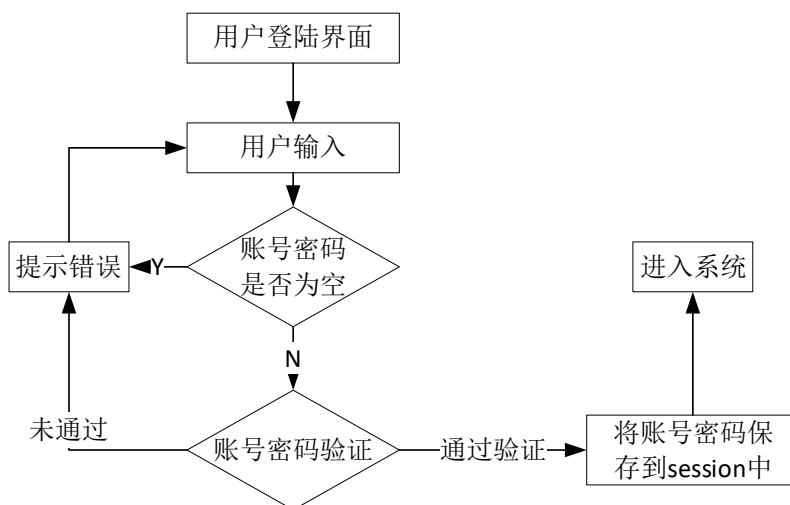 用户登陆界面
用户输入
账号密码
是否为空
提示错误
Y
进入系统
N
未通过
账号密码验证
通过验证
将账号密码保
存到session中